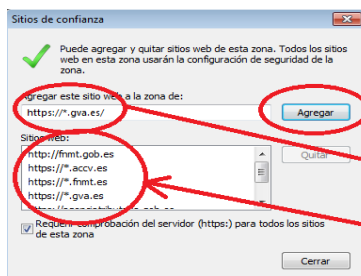 Sitios de confianza
Puede agregar y quitar sitios web de esta zona. Todos los sitios
web en esta zona usarán la configuración de seguridad de la
zona.
Agregar este sitio web a la zona de:
https://*.gva.es/
Agregar
Sitios web:
http://fnmt.gob.es
https://*.accv.es
https://*.fnmt.es
https://*.gva.es
Quitar
Requerir comprobación del servidor (https:) para todos los sitios
de esta zona
Cerrar